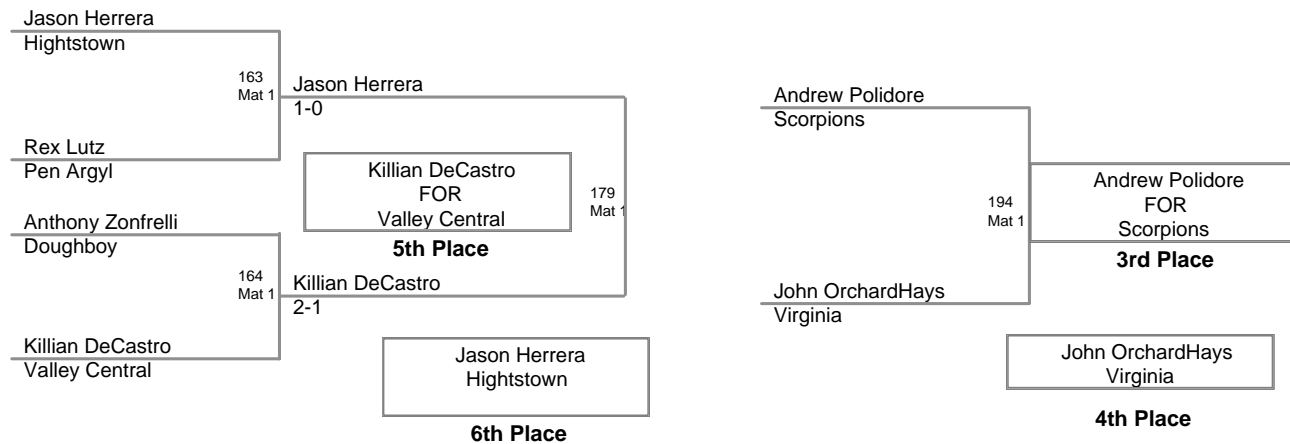 Jason Herrera
Hightstown
163
Mat 1
Jason Herrera
1-0
Rex Lutz
Pen Argyl
Killian DeCastro
FOR
Valley Central
5th Place
179
Mat 1
Anthony Zonfrelli
Doughboy
164
Mat 1
Killian DeCastro
2-1
Killian DeCastro
Valley Central
Jason Herrera
Hightstown
6th Place
Andrew Polidore
Scorpions
194
Mat 1
Andrew Polidore
FOR
Scorpions
3rd Place
John OrchardHays
Virginia
John OrchardHays
Virginia
4th Place